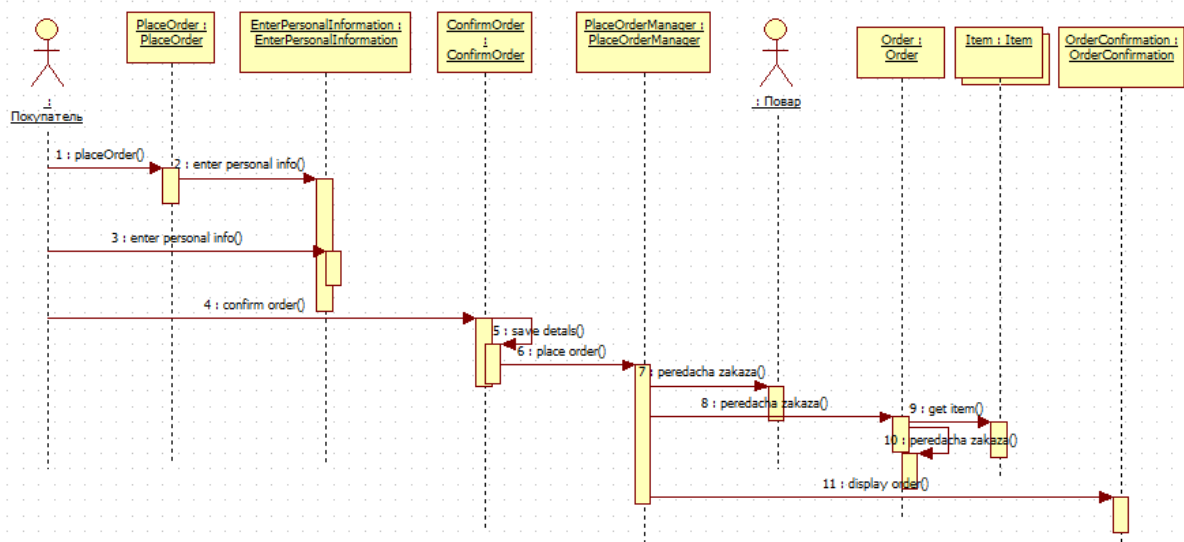 PlaceOrder :
PlaceOrder
EnterPersonalInformation :
EnterPersonalInformation
ConfirmOrder
:
ConfirmOrder
PlaceOrderManager :
PlaceOrderManager
Order :
Order
Item : Item
OrderConfirmation :
OrderConfirmation
:
Покупатель
: Повар
1 : placeOrder()
2 : enter personal info()
3 : enter personal info()
4 : confirm order()
5 : save detals()
6 : place order()
7 : peredacha zakaza()
8 : peredacha zakaza()
9 : get item()
10 : peredacha zakaza()
11 : display order()